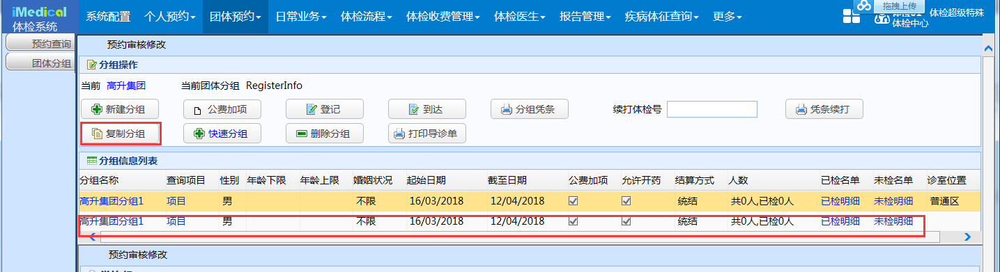 iMedical
体检系统
系统配置 个人预约 团体预约 日常业务 体检流程 体检收费管理 体检医生 报告管理 疾病体征查询 更多
拖拽上传
体检超级特殊
体检中心
预约查询
团体分组
预约审核修改
分组操作
当前 高升集团 当前团体分组 RegisterInfo
新建分组 公费加项 登记 到达 分组凭条 续打体检号 凭条续打
复制分组 快速分组 删除分组 打印导诊单
分组信息列表
分组名称 查询项目 性别 年龄下限 年龄上限 婚姻状况 起始日期 截至日期 公费加项 允许开药 结算方式 人数 已检名单 未检名单 诊室位置
高升集团分组1 项目 男 不限 16/03/2018 12/04/2018 统结 共0人,已检0人 已检明细 未检明细 普通区
高升集团分组1 项目 男 不限 16/03/2018 12/04/2018 统结 共0人,已检0人 已检明细 未检明细
预约审核修改